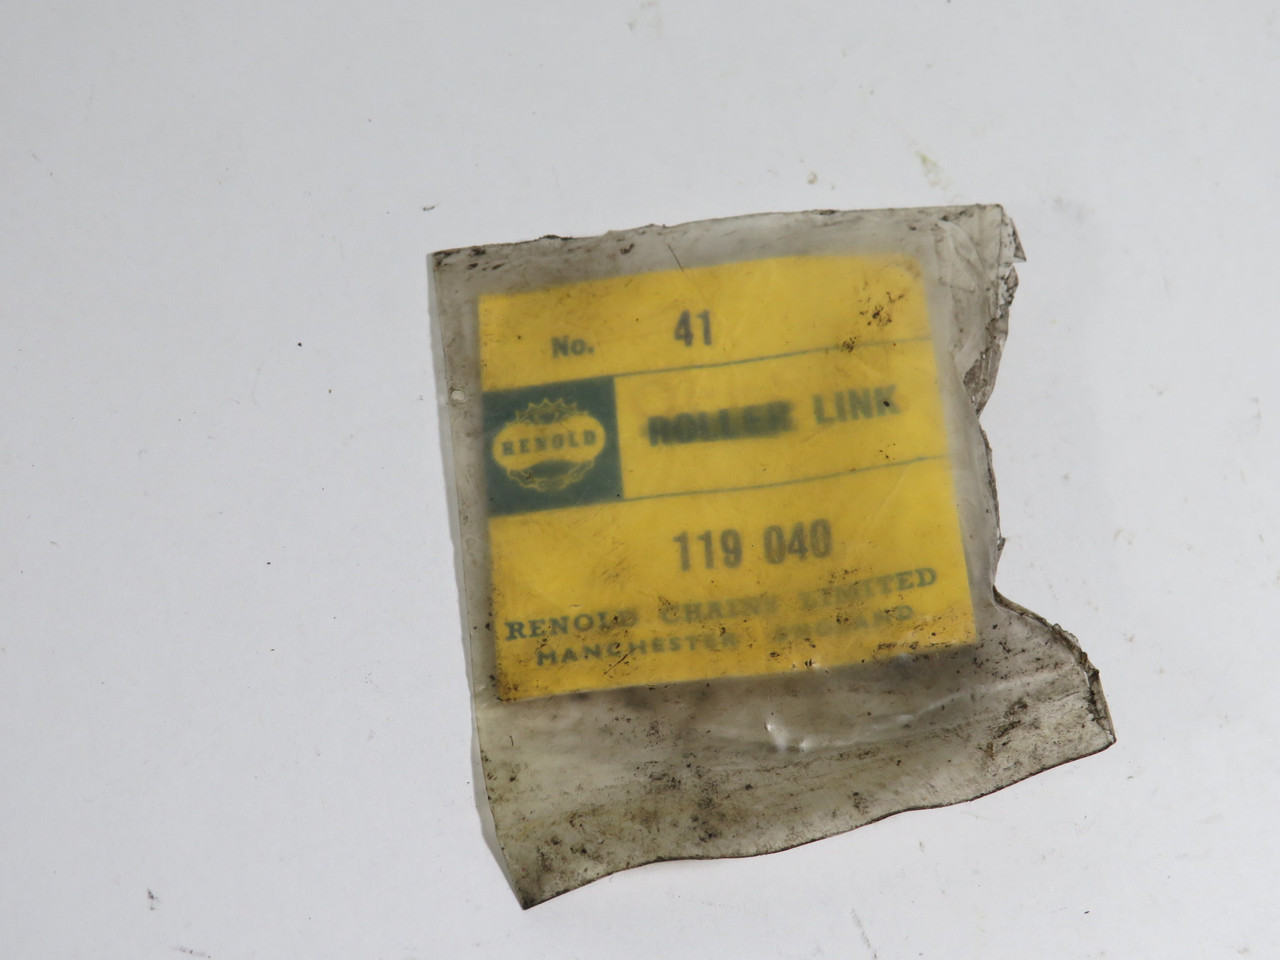 No. 41
RENOLD
ROLLER LINK
119 040
RENOLD CHAINS LIMITED
MANCHESTER ENGLAND